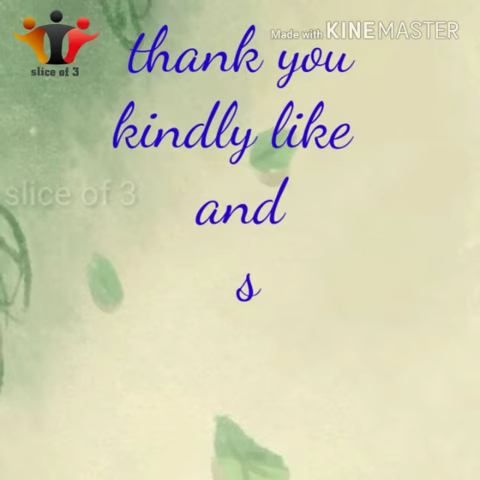 Made with KINEMASTER
slice of 3
thank you
kindly like
slice of 3
and
s